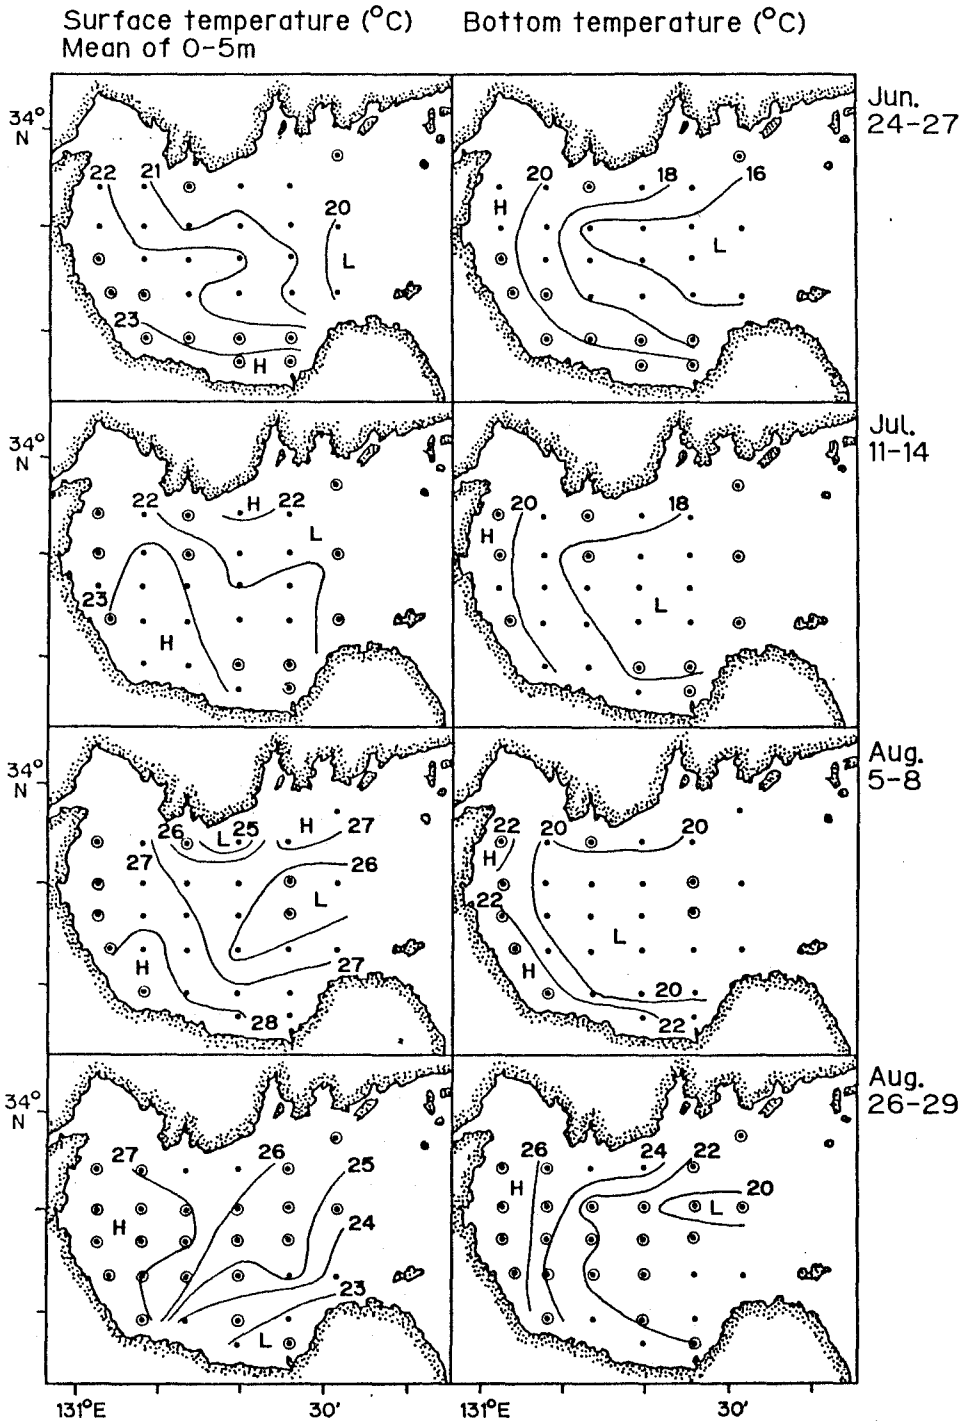 Surface temperature (°C)
Mean of 0-5m
Bottom temperature (°C)
Jun.
24-27
34°
N
22
21
20
L
23
H
20
18
16
H
L
Jul.
11-14
34°
N
22
H
22
L
23
H
20
18
H
L
Aug.
5-8
34°
N
26
L
25
H
27
27
26
L
H
27
28
22
20
20
H
22
L
H
20
22
Aug.
26-29
34°
N
27
26
25
H
24
23
L
26
24
22
H
20
L
131°E
30'
131°E
30'